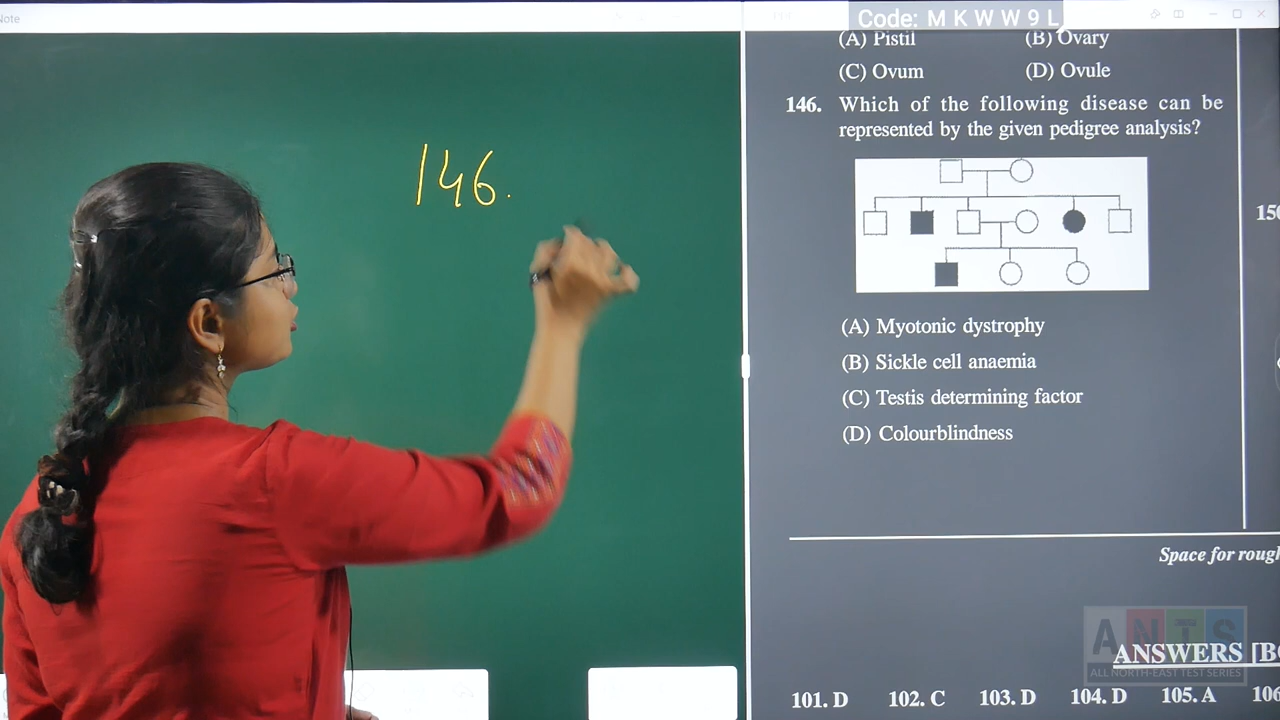 Note
Code: M K W W 9 L
(A) Pistil (B) Ovary
(C) Ovum (D) Ovule
146. Which of the following disease can be
represented by the given pedigree analysis?
146.
(A) Myotonic dystrophy
(B) Sickle cell anaemia
(C) Testis determining factor
(D) Colourblindness
Space for rough
ANTS
ALL NORTH-EAST TEST SERIES
ANSWERS [B
101. D 102. C 103. D 104. D 105. A 106